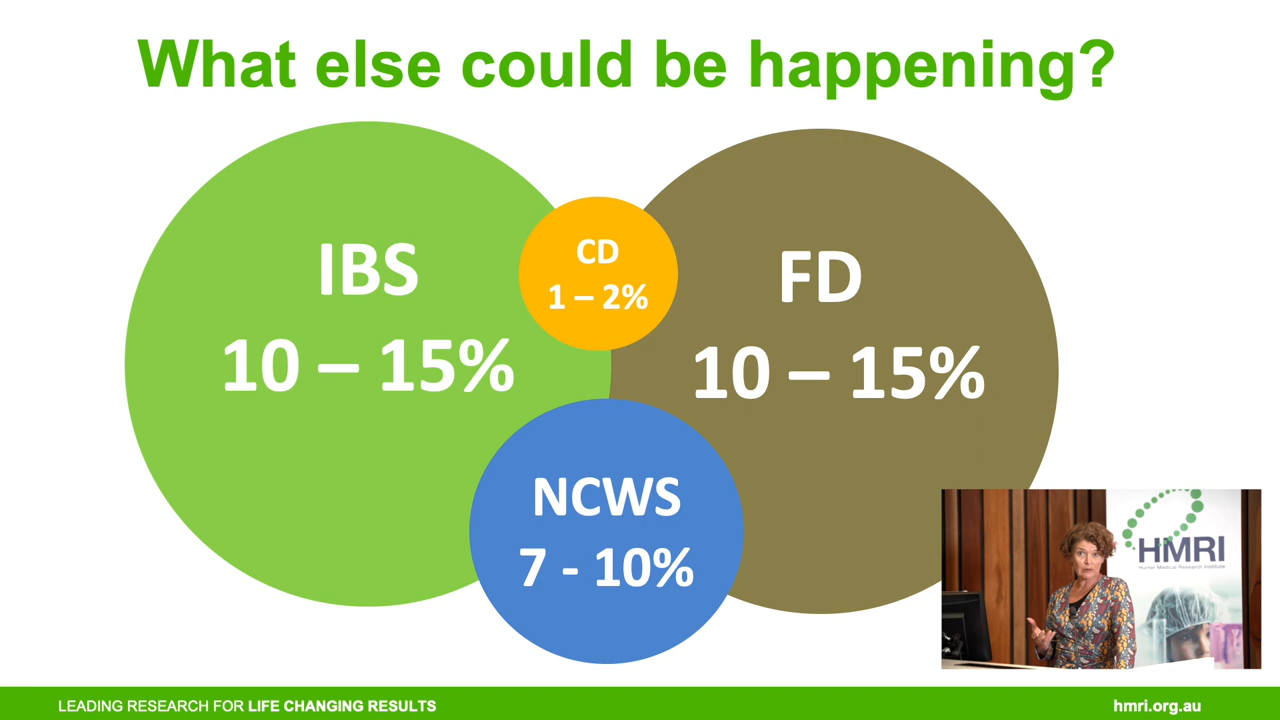 What else could be happening?
IBS
10 – 15%
CD
1 – 2%
FD
10 – 15%
NCWS
7 - 10%
HMRI
Hunter Medical Research Institute
LEADING RESEARCH FOR LIFE CHANGING RESULTS
hmri.org.au